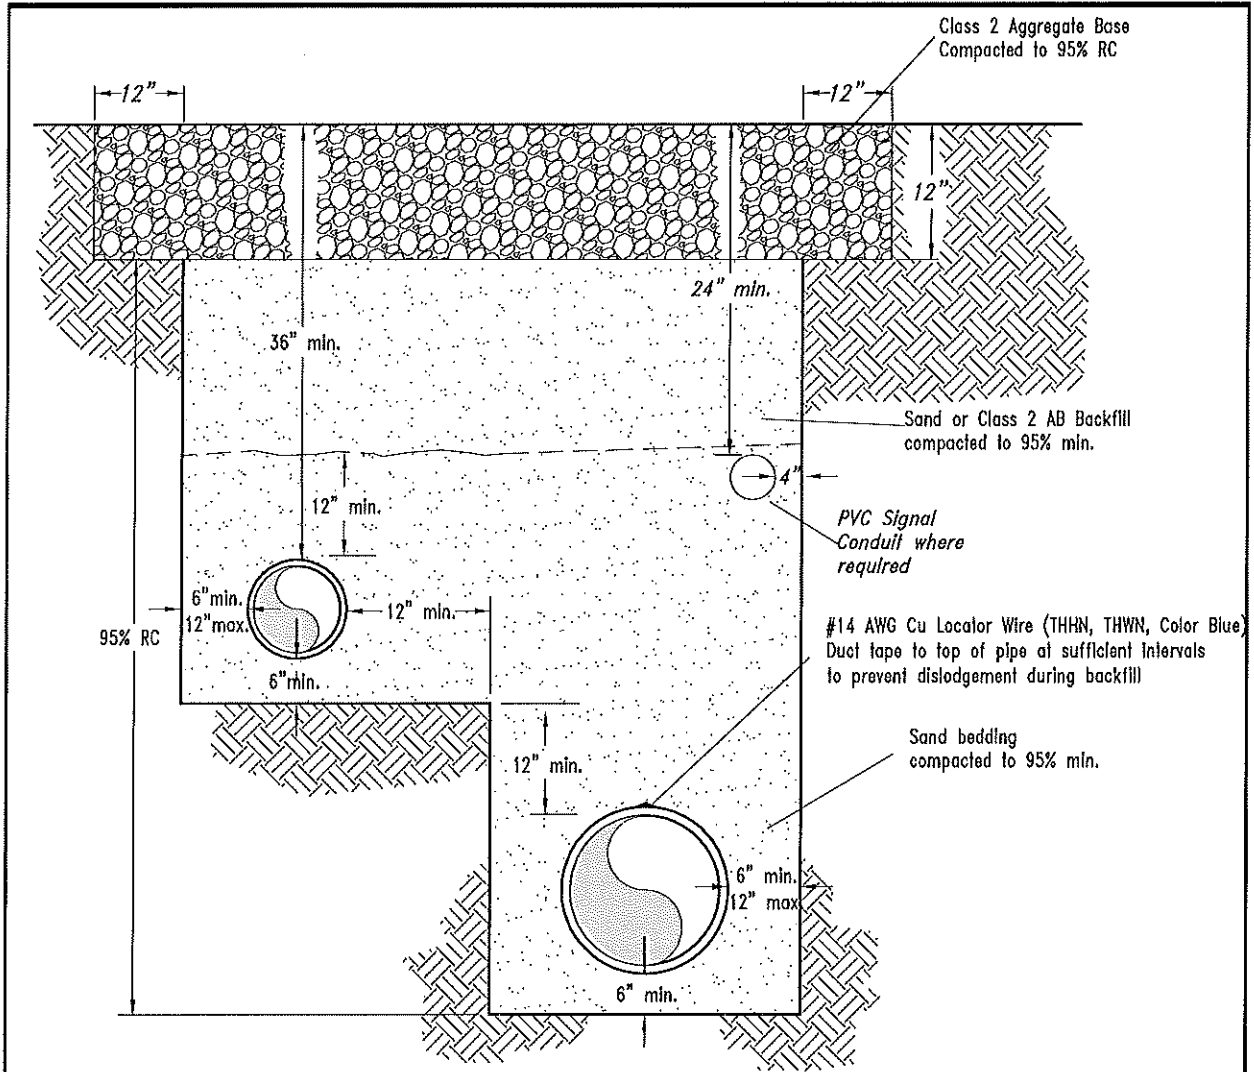 Class 2 Aggregate Base
Compacted to 95% RC
12"
12"
12"
24" min.
36" min.
Sand or Class 2 AB Backfill
compacted to 95% min.
4"
12" min.
PVC Signal
Conduit where
required
6" min.
12" max.
12" min.
95% RC
#14 AWG Cu Locator Wire (THHN, THWN, Color Blue)
Duct tape to top of pipe at sufficient intervals
to prevent dislodgement during backfill
6" min.
Sand bedding
compacted to 95% min.
12" min.
6" min.
12" max
6" min.